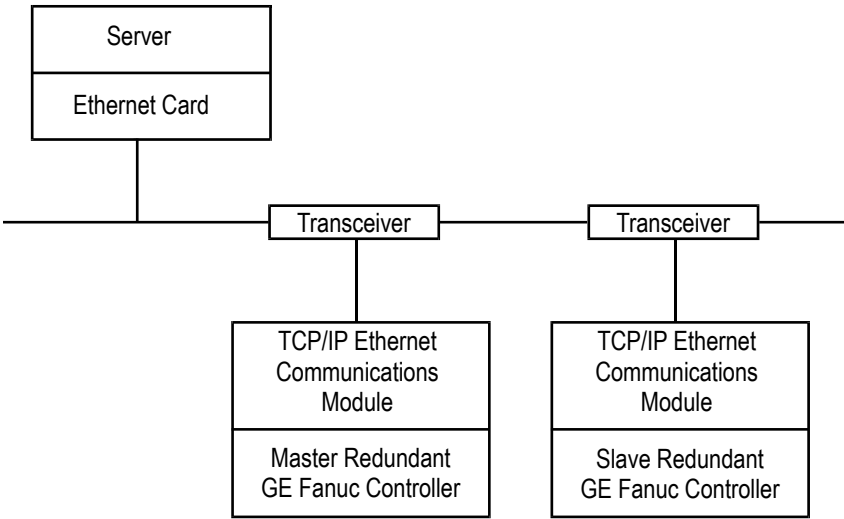 Server
Ethernet Card
Transceiver
Transceiver
TCP/IP Ethernet
Communications
Module
Master Redundant
GE Fanuc Controller
TCP/IP Ethernet
Communications
Module
Slave Redundant
GE Fanuc Controller